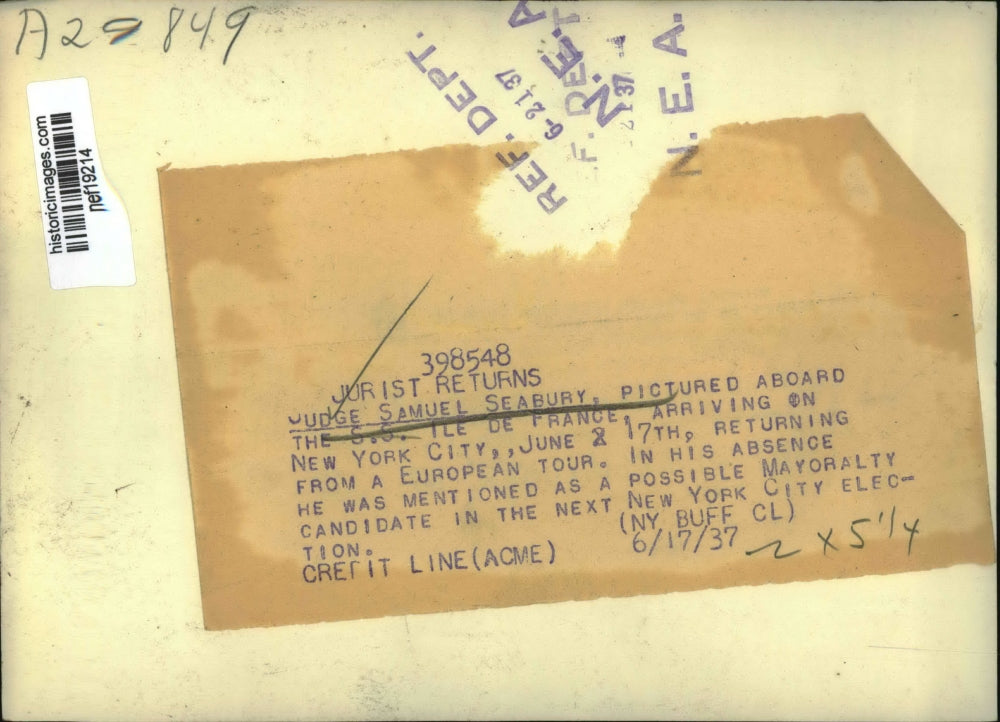 A29849
historicimages.com
nef19214
REF. DEPT.
6-21 37
N.E.A
F. DEPT
N. E. A.
398548
JURIST RETURNS
JUDGE SAMUEL SEABURY, PICTURED ABOARD
THE S.S. ILE DE FRANCE, ARRIVING ON
NEW YORK CITY,,JUNE 17TH, RETURNING
FROM A EUROPEAN TOUR. IN HIS ABSENCE
HE WAS MENTIONED AS A POSSIBLE MAYORALTY
CANDIDATE IN THE NEXT NEW YORK CITY ELEC-
TION. (NY BUFF CL)
CREDIT LINE(ACME) 6/17/37
2 x 5 1/4